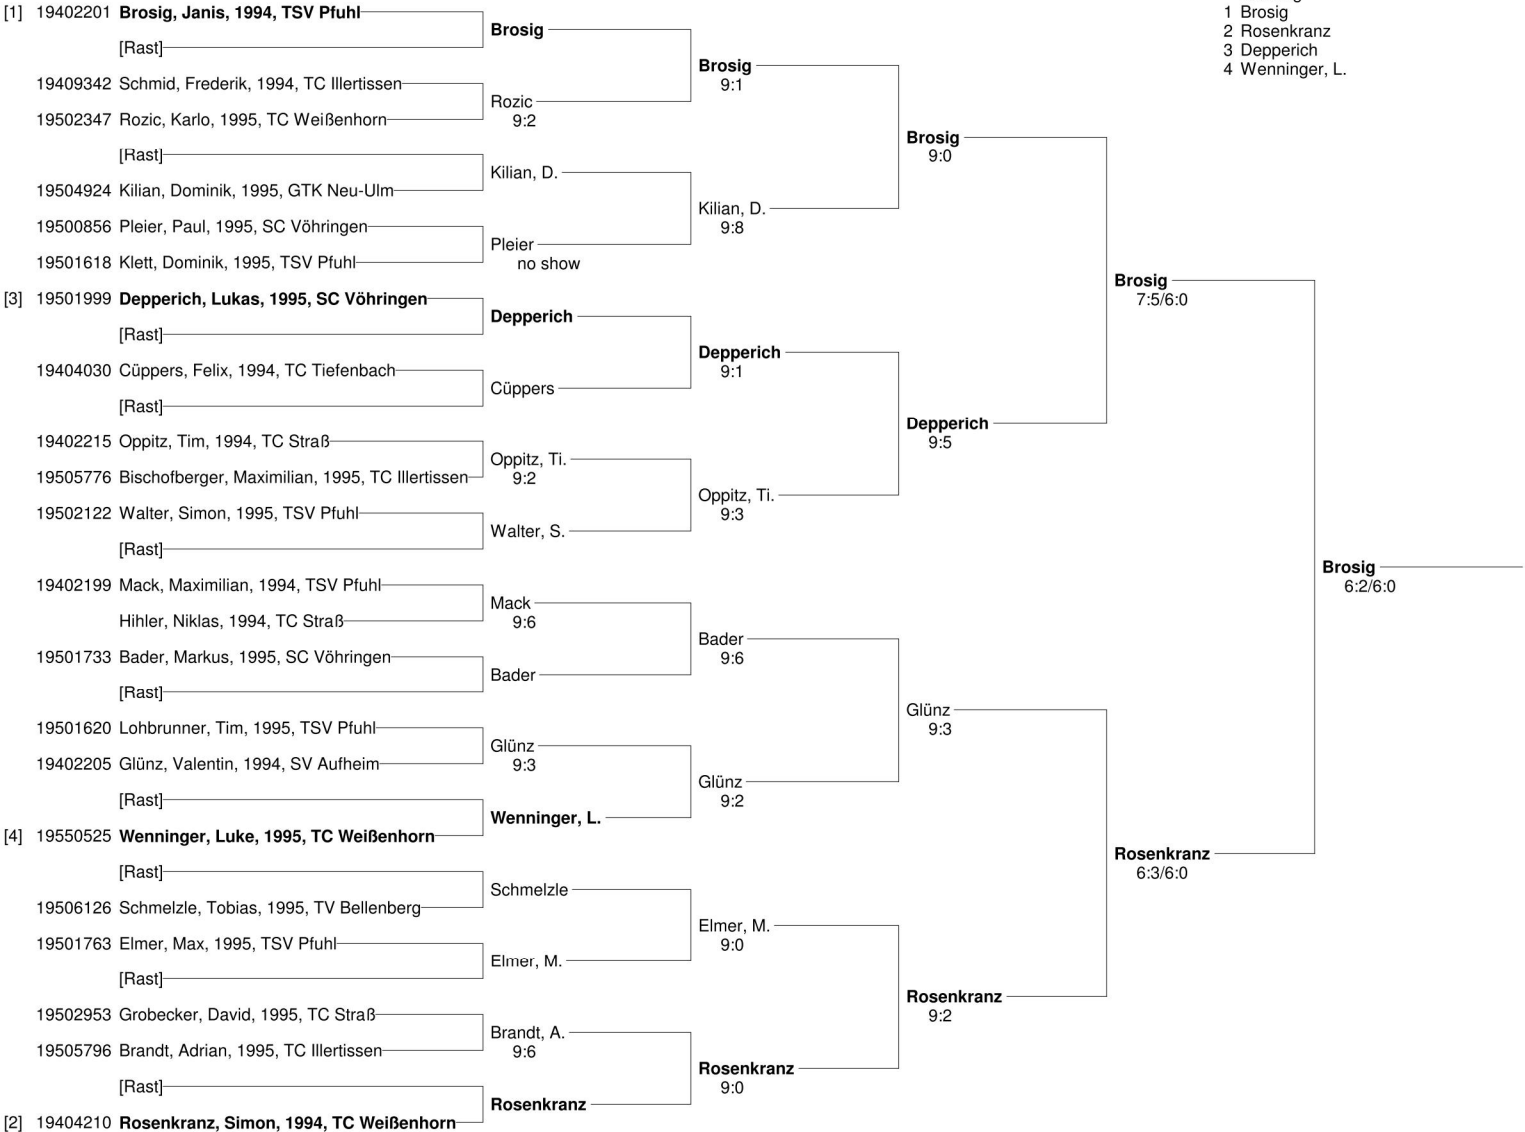 [1] 19402201 Brosig, Janis, 1994, TSV Pfuhl
[Rast]
19409342 Schmid, Frederik, 1994, TC Illertissen
19502347 Rozic, Karlo, 1995, TC Weißenhorn
[Rast]
19504924 Kilian, Dominik, 1995, GTK Neu-Ulm
19500856 Pleier, Paul, 1995, SC Vöhringen
19501618 Klett, Dominik, 1995, TSV Pfuhl
[3] 19501999 Depperich, Lukas, 1995, SC Vöhringen
[Rast]
19404030 Cüppers, Felix, 1994, TC Tiefenbach
[Rast]
19402215 Oppitz, Tim, 1994, TC Straß
19505776 Bischofberger, Maximilian, 1995, TC Illertissen
19502122 Walter, Simon, 1995, TSV Pfuhl
[Rast]
19402199 Mack, Maximilian, 1994, TSV Pfuhl
Hihler, Niklas, 1994, TC Straß
19501733 Bader, Markus, 1995, SC Vöhringen
[Rast]
19501620 Lohbrunner, Tim, 1995, TSV Pfuhl
19402205 Glünz, Valentin, 1994, SV Aufheim
[Rast]
[4] 19550525 Wenninger, Luke, 1995, TC Weißenhorn
[Rast]
19506126 Schmelzle, Tobias, 1995, TV Bellenberg
19501763 Elmer, Max, 1995, TSV Pfuhl
[Rast]
19502953 Grobecker, David, 1995, TC Straß
19505796 Brandt, Adrian, 1995, TC Illertissen
[Rast]
[2] 19404210 Rosenkranz, Simon, 1994, TC Weißenhorn
Brosig
Rozic
9:2
Kilian, D.
Pleier
no show
Depperich
Cüppers
Oppitz, Ti.
9:2
Walter, S.
Mack
9:6
Bader
Glünz
9:3
Wenninger, L.
Schmelzle
Elmer, M.
Brandt, A.
9:6
Rosenkranz
Brosig
9:1
Kilian, D.
9:8
Depperich
9:1
Oppitz, Ti.
9:3
Bader
9:6
Glünz
9:2
Elmer, M.
9:0
Rosenkranz
9:0
Brosig
9:0
Depperich
9:5
Glünz
9:3
Rosenkranz
9:2
Brosig
7:5/6:0
Rosenkranz
6:3/6:0
Brosig
6:2/6:0
1 Brosig
2 Rosenkranz
3 Depperich
4 Wenninger, L.